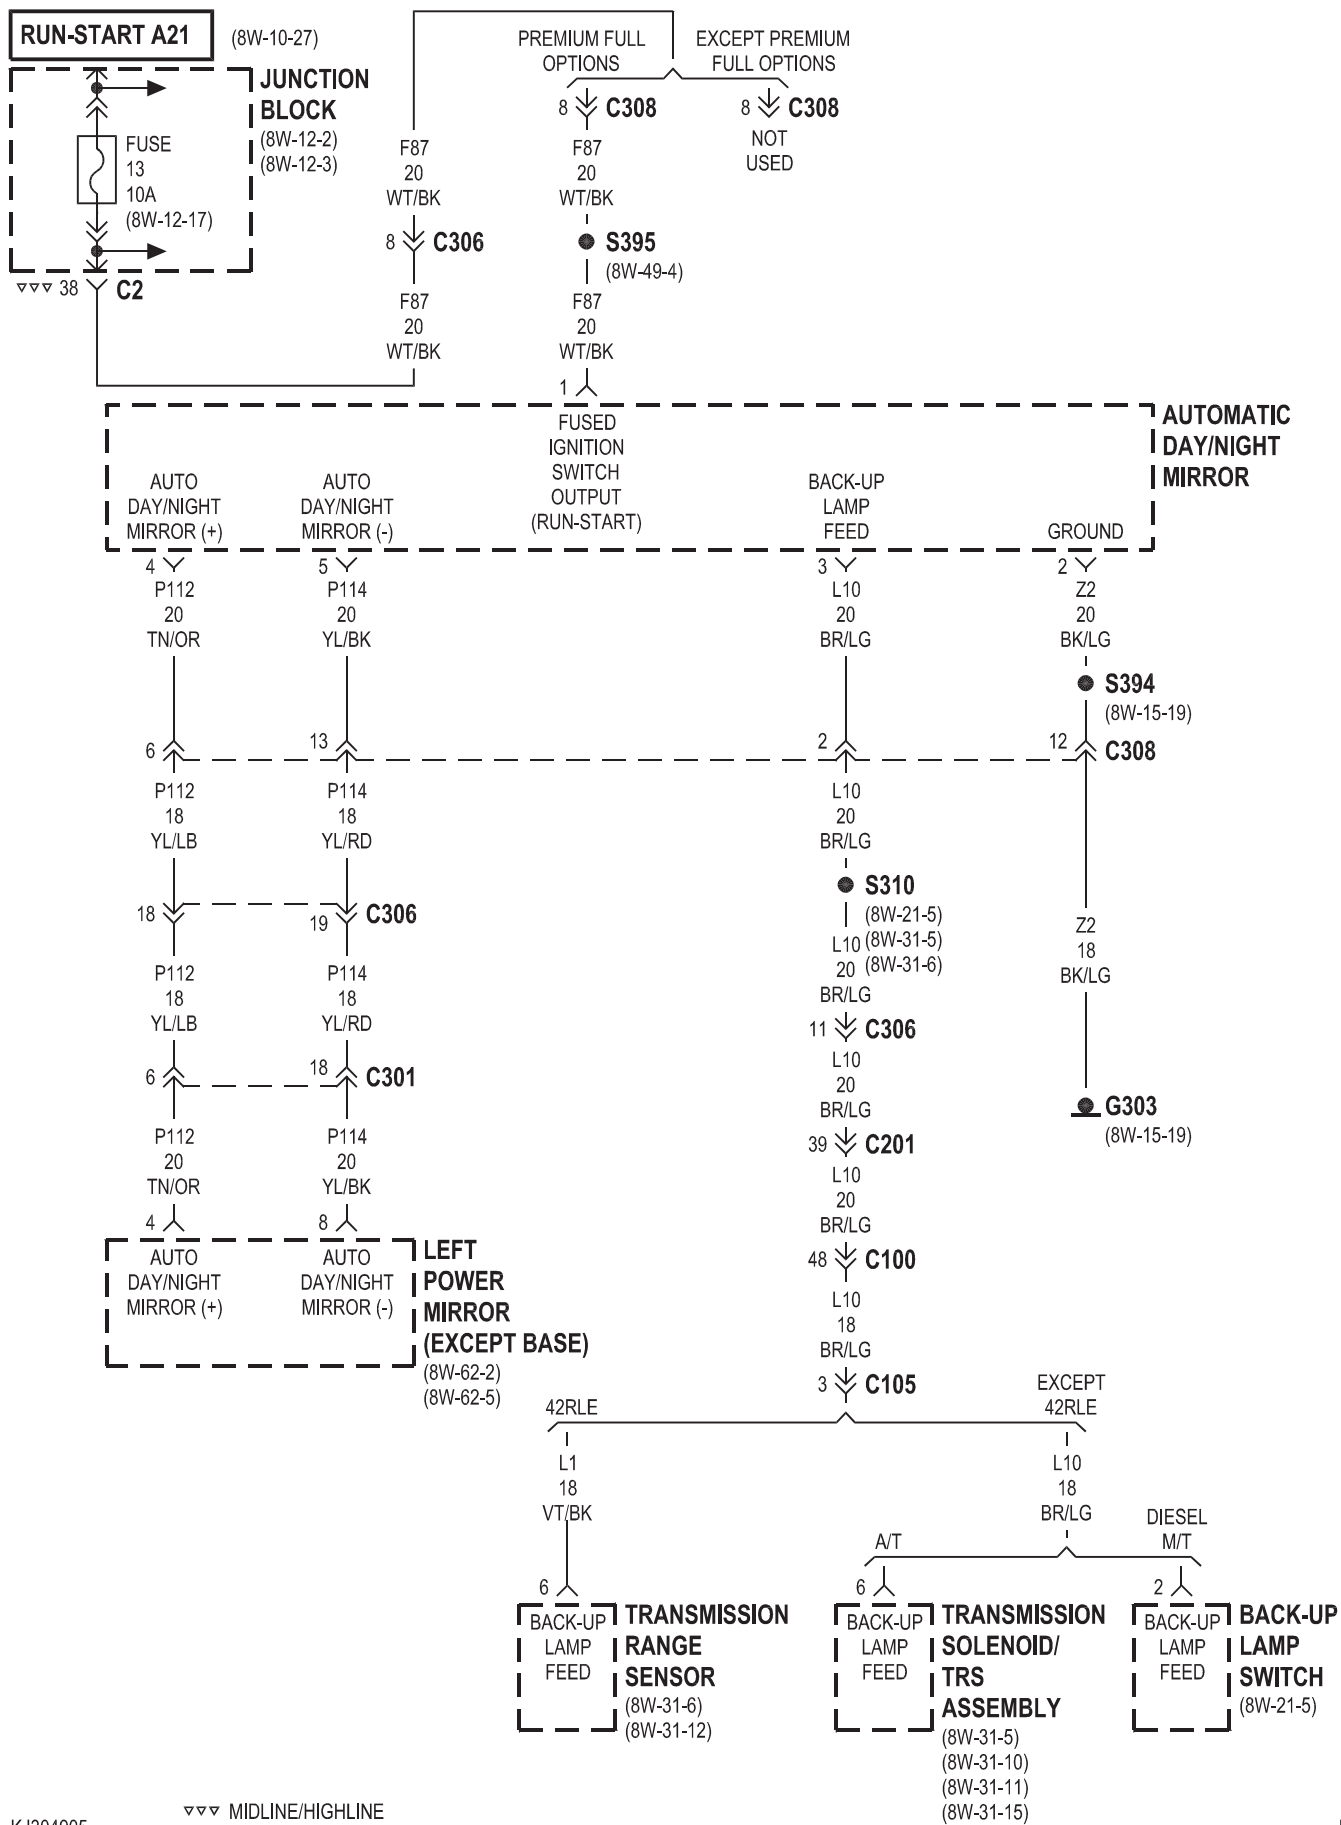 RUN-START A21
(8W-10-27)
JUNCTION
BLOCK
(8W-12-2)
(8W-12-3)
FUSE
13
10A
(8W-12-17)
▿▿▿ 38
C2
PREMIUM FULL
OPTIONS
EXCEPT PREMIUM
FULL OPTIONS
8
C308
8
C308
NOT
USED
F87
20
WT/BK
8
C306
F87
20
WT/BK
F87
20
WT/BK
S395
(8W-49-4)
F87
20
WT/BK
1
AUTOMATIC
DAY/NIGHT
MIRROR
FUSED
IGNITION
SWITCH
OUTPUT
(RUN-START)
AUTO
DAY/NIGHT
MIRROR (+)
AUTO
DAY/NIGHT
MIRROR (-)
BACK-UP
LAMP
FEED
GROUND
4
P112
20
TN/OR
5
P114
20
YL/BK
3
L10
20
BR/LG
2
Z2
20
BK/LG
S394
(8W-15-19)
6
13
2
12
C308
P112
18
YL/LB
P114
18
YL/RD
L10
20
BR/LG
S310
(8W-21-5)
(8W-31-5)
(8W-31-6)
18
19
C306
L10
20
BR/LG
Z2
18
BK/LG
P112
18
YL/LB
P114
18
YL/RD
11
C306
L10
20
BR/LG
6
18
C301
G303
(8W-15-19)
P112
20
TN/OR
P114
20
YL/BK
39
C201
L10
20
BR/LG
4
8
AUTO
DAY/NIGHT
MIRROR (+)
AUTO
DAY/NIGHT
MIRROR (-)
LEFT
POWER
MIRROR
(EXCEPT BASE)
(8W-62-2)
(8W-62-5)
48
C100
L10
18
BR/LG
3
C105
42RLE
EXCEPT
42RLE
L1
18
VT/BK
L10
18
BR/LG
A/T
DIESEL
M/T
6
6
2
BACK-UP
LAMP
FEED
TRANSMISSION
RANGE
SENSOR
(8W-31-6)
(8W-31-12)
BACK-UP
LAMP
FEED
TRANSMISSION
SOLENOID/
TRS
ASSEMBLY
(8W-31-5)
(8W-31-10)
(8W-31-11)
(8W-31-15)
BACK-UP
LAMP
FEED
BACK-UP
LAMP
SWITCH
(8W-21-5)
▿▿▿ MIDLINE/HIGHLINE